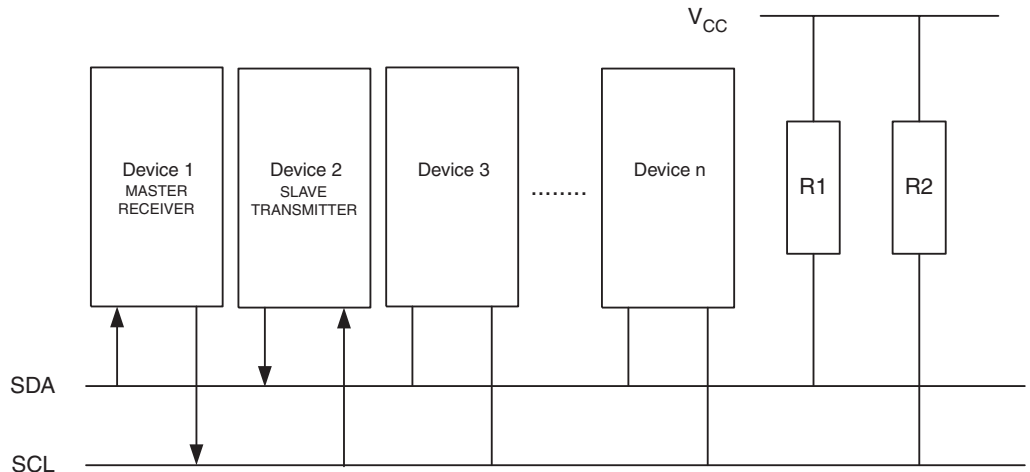 VCC
Device 1
MASTER
RECEIVER
Device 2
SLAVE
TRANSMITTER
Device 3
........
Device n
R1
R2
SDA
SCL